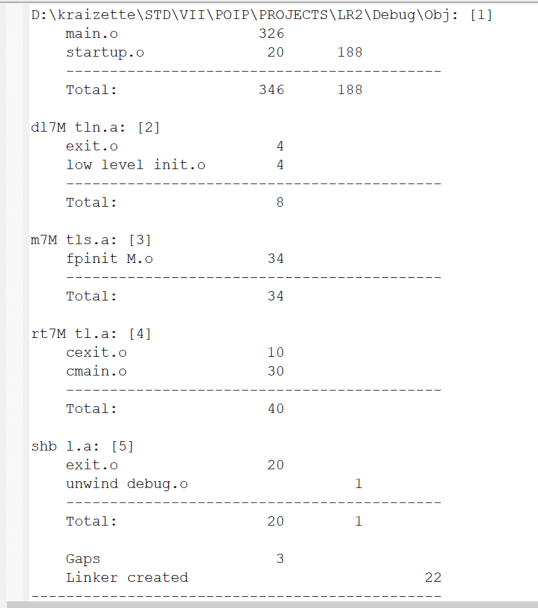 D:\kraizette\STD\VII\POIP\PROJECTS\LR2\Debug\Obj: [1]
main.o 326
startup.o 20 188
-------------------------------------------
Total: 346 188
dl7M tln.a: [2]
exit.o 4
low level init.o 4
-------------------------------------------
Total: 8
m7M tls.a: [3]
fpinit M.o 34
-------------------------------------------
Total: 34
rt7M tl.a: [4]
cexit.o 10
cmain.o 30
-------------------------------------------
Total: 40
shb l.a: [5]
exit.o 20
unwind debug.o 1
-------------------------------------------
Total: 20 1
Gaps 3
Linker created 22
-----------------------------------------------